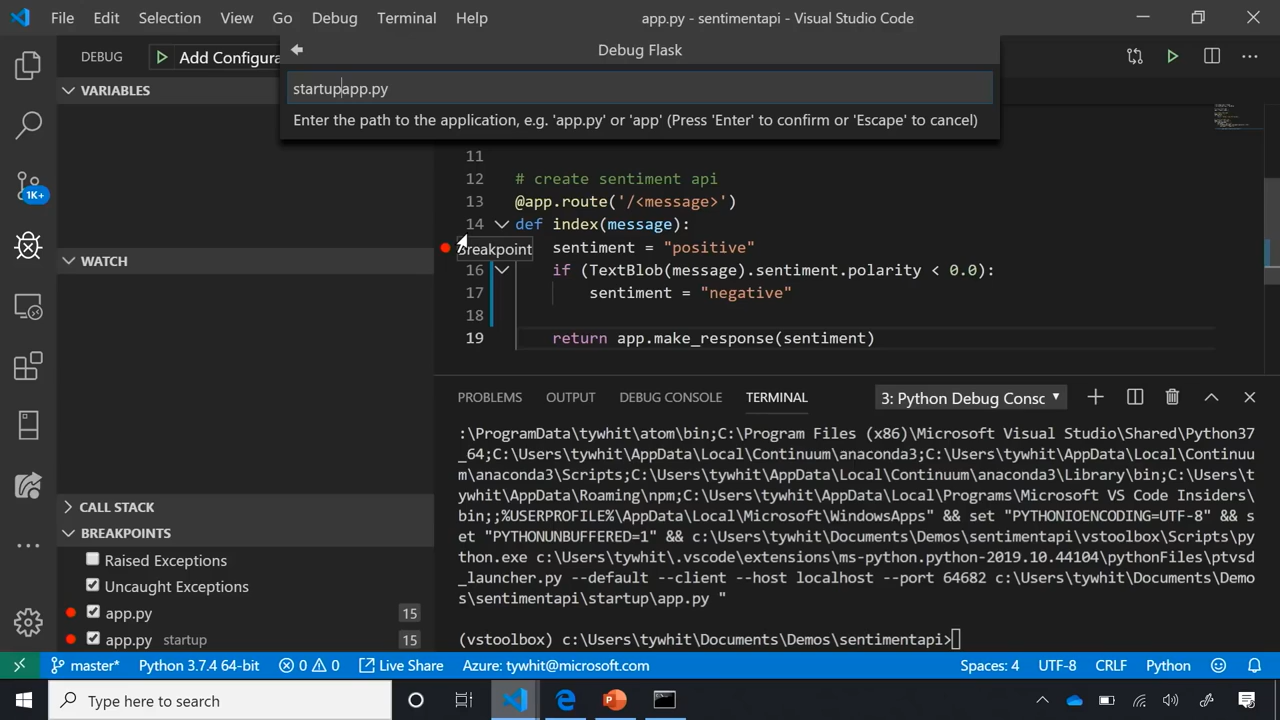 File Edit Selection View Go Debug Terminal Help
app.py - sentimentapi - Visual Studio Code
DEBUG
Add Configura
Debug Flask
startupapp.py
Enter the path to the application, e.g. 'app.py' or 'app' (Press 'Enter' to confirm or 'Escape' to cancel)
VARIABLES
WATCH
CALL STACK
BREAKPOINTS
Raised Exceptions
Uncaught Exceptions
app.py 15
app.py startup 15
1K+
11
12 # create sentiment api
13 @app.route('/<message>')
14 def index(message):
Breakpoint
sentiment = "positive"
16 if (TextBlob(message).sentiment.polarity < 0.0):
17 sentiment = "negative"
18
19 return app.make_response(sentiment)
PROBLEMS OUTPUT DEBUG CONSOLE TERMINAL
3: Python Debug Consc
:\ProgramData\tywhit\atom\bin;C:\Program Files (x86)\Microsoft Visual Studio\Shared\Python37
_64;C:\Users\tywhit\AppData\Local\Continuum\anaconda3;C:\Users\tywhit\AppData\Local\Continuu
um\anaconda3\Scripts;C:\Users\tywhit\AppData\Local\Continuum\anaconda3\Library\bin;C:\Users\t
ywhit\AppData\Roaming\npm;C:\Users\tywhit\AppData\Local\Programs\Microsoft VS Code Insiders\
bin;;%USERPROFILE%\AppData\Local\Microsoft\WindowsApps" && set "PYTHONIOENCODING=UTF-8" && s
et "PYTHONUNBUFFERED=1" && c:\Users\tywhit\Documents\Demos\sentimentapi\vstoolbox\Scripts\py
thon.exe c:\Users\tywhit\.vscode\extensions\ms-python.python-2019.10.44104\pythonFiles\ptvsd
_launcher.py --default --client --host localhost --port 64682 c:\Users\tywhit\Documents\Demo
s\sentimentapi\startup\app.py "
(vstoolbox) c:\Users\tywhit\Documents\Demos\sentimentapi>
master* Python 3.7.4 64-bit 0 0 Live Share Azure: tywhit@microsoft.com
Spaces: 4 UTF-8 CRLF Python
Type here to search